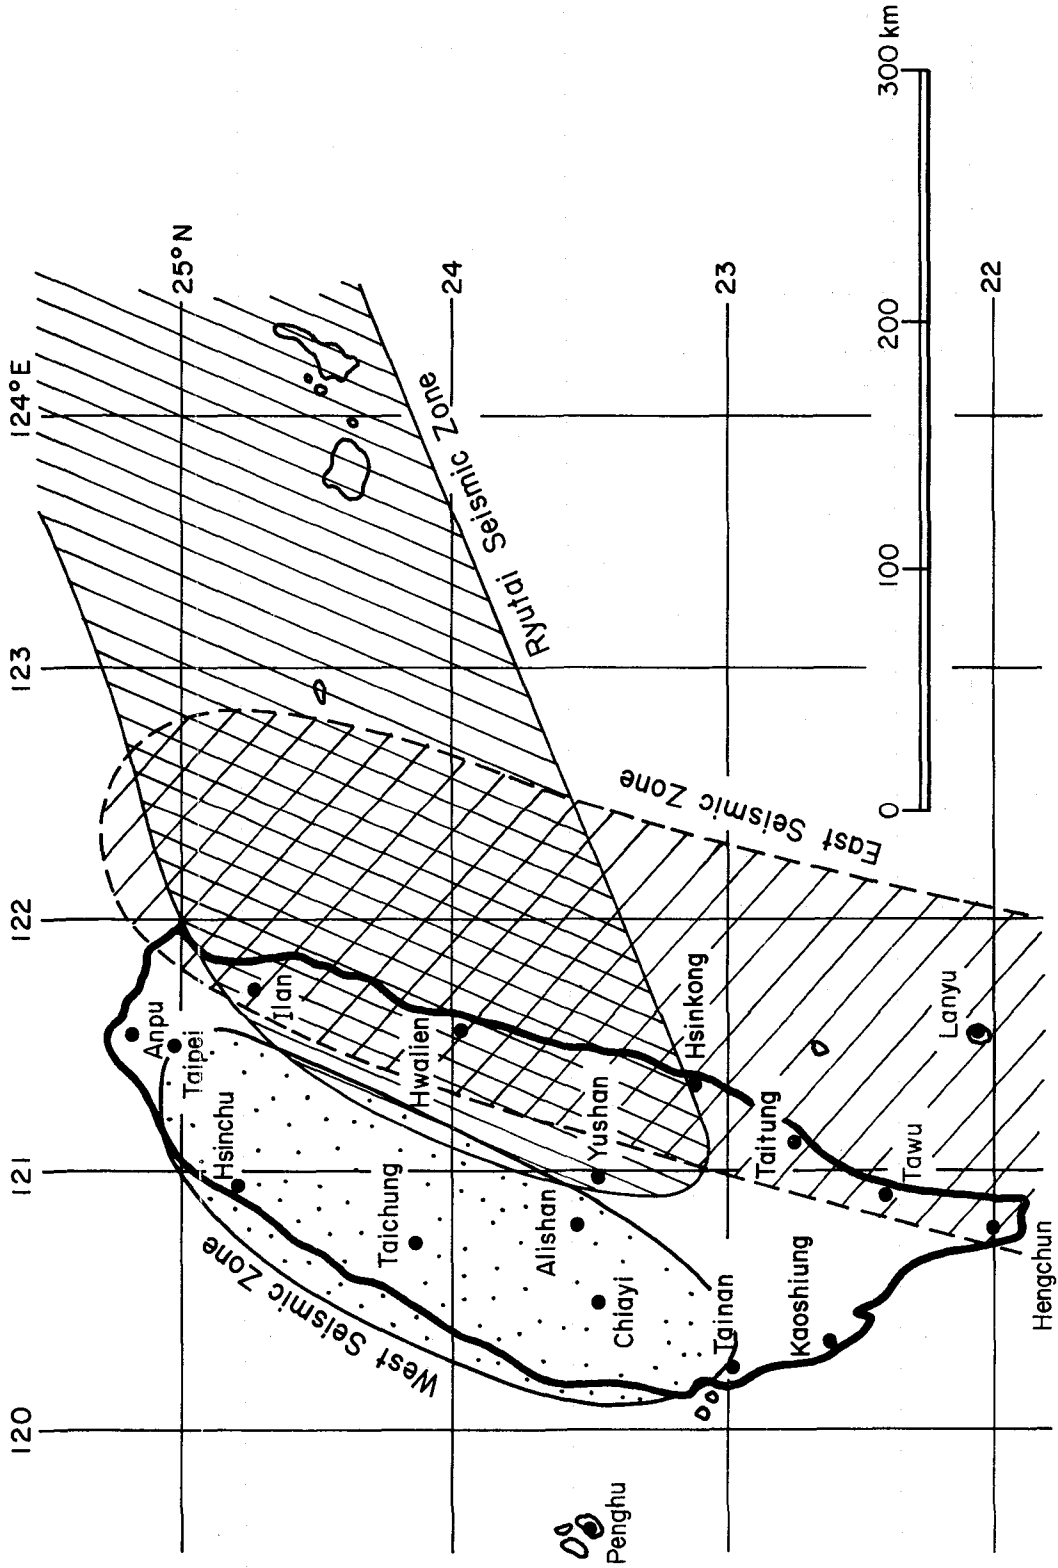 120
121
122
123
124°E
25°N
24
23
22
Anpu
Taipei
Hsinchu
Ilan
Taichung
Hwalien
Alishan
Yushan
Chiayi
Hsinkong
Tainan
Taitung
Kaoshiung
Tawu
Lanyu
Hengchun
Penghu
West Seismic Zone
East Seismic Zone
Ryutai Seismic Zone
0
100
200
300 km